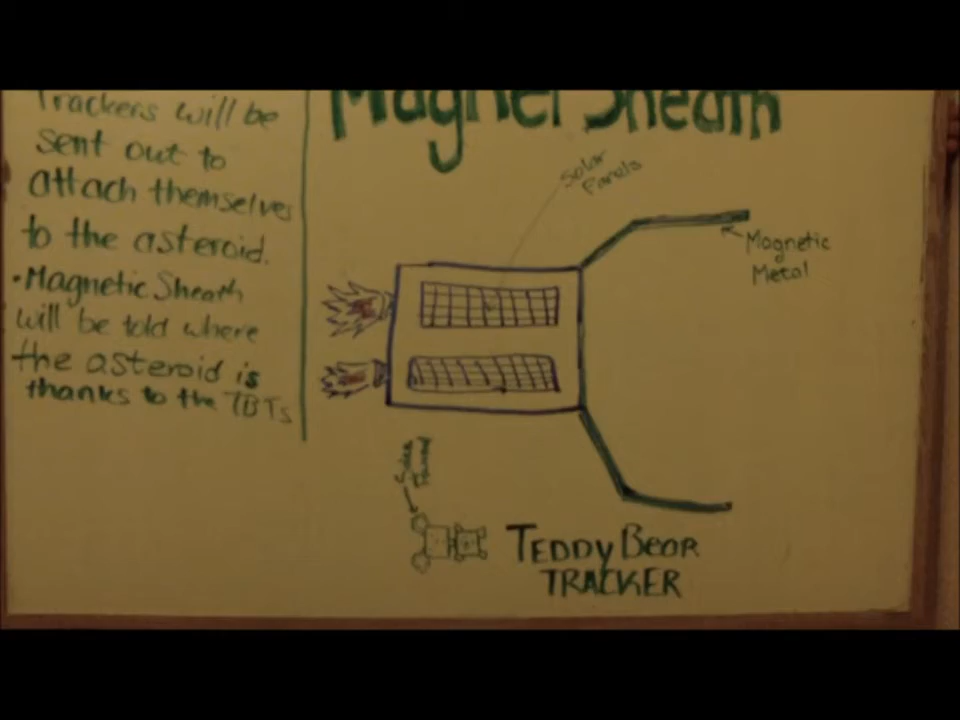 Trackers will be
sent out to
attach themselves
to the asteroid.
• Magnetic Sheath
will be told where
the asteroid is
thanks to the TBTs
Magnet Sheath
Solar
Panels
Magnetic
Metal
TEDDY BEAR
TRACKER